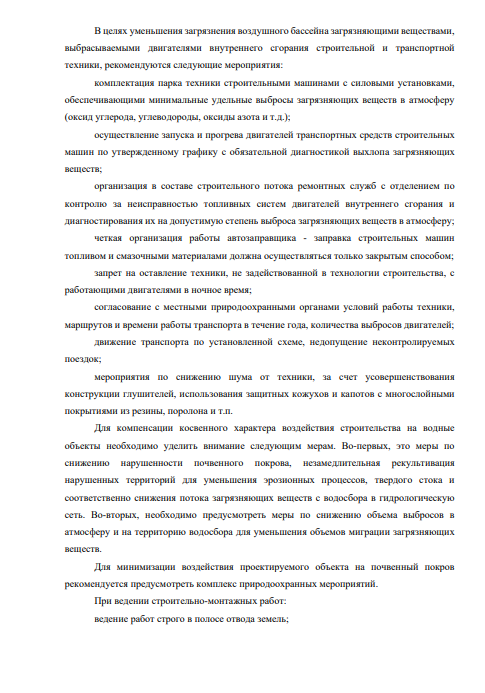 В целях уменьшения загрязнения воздушного бассейна загрязняющими веществами,
выбрасываемыми двигателями внутреннего сгорания строительной и транспортной
техники, рекомендуются следующие мероприятия:
комплектация парка техники строительными машинами с силовыми установками,
обеспечивающими минимальные удельные выбросы загрязняющих веществ в атмосферу
(оксид углерода, углеводороды, оксиды азота и т.д.);
осуществление запуска и прогрева двигателей транспортных средств строительных
машин по утвержденному графику с обязательной диагностикой выхлопа загрязняющих
веществ;
организация в составе строительного потока ремонтных служб с отделением по
контролю за неисправностью топливных систем двигателей внутреннего сгорания и
диагностирования их на допустимую степень выброса загрязняющих веществ в атмосферу;
четкая организация работы автозаправщика - заправка строительных машин
топливом и смазочными материалами должна осуществляться только закрытым способом;
запрет на оставление техники, не задействованной в технологии строительства, с
работающими двигателями в ночное время;
согласование с местными природоохранными органами условий работы техники,
маршрутов и времени работы транспорта в течение года, количества выбросов двигателей;
движение транспорта по установленной схеме, недопущение неконтролируемых
поездок;
мероприятия по снижению шума от техники, за счет усовершенствования
конструкции глушителей, использования защитных кожухов и капотов с многослойными
покрытиями из резины, поролона и т.п.
Для компенсации косвенного характера воздействия строительства на водные
объекты необходимо уделить внимание следующим мерам. Во-первых, это меры по
снижению нарушенности почвенного покрова, незамедлительная рекультивация
нарушенных территорий для уменьшения эрозионных процессов, твердого стока и
соответственно снижения потока загрязняющих веществ с водосбора в гидрологическую
сеть. Во-вторых, необходимо предусмотреть меры по снижению объема выбросов в
атмосферу и на территорию водосбора для уменьшения объемов миграции загрязняющих
веществ.
Для минимизации воздействия проектируемого объекта на почвенный покров
рекомендуется предусмотреть комплекс природоохранных мероприятий.
При ведении строительно-монтажных работ:
ведение работ строго в полосе отвода земель;